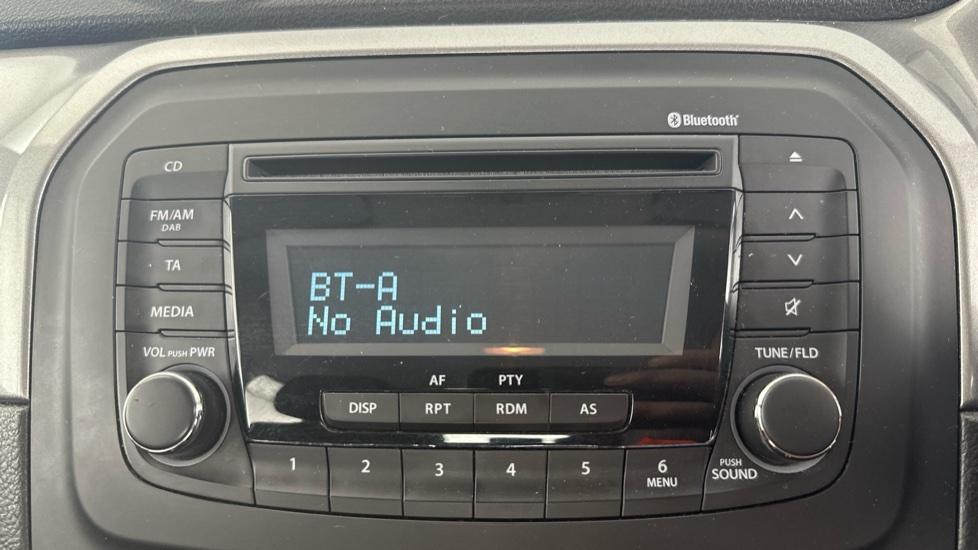 Bluetooth
CD
FM/AM
DAB
TA
MEDIA
VOL PUSH PWR
BT-A
No Audio
AF PTY
DISP RPT RDM AS
1 2 3 4 5 6
MENU
TUNE/FLD
PUSH
SOUND